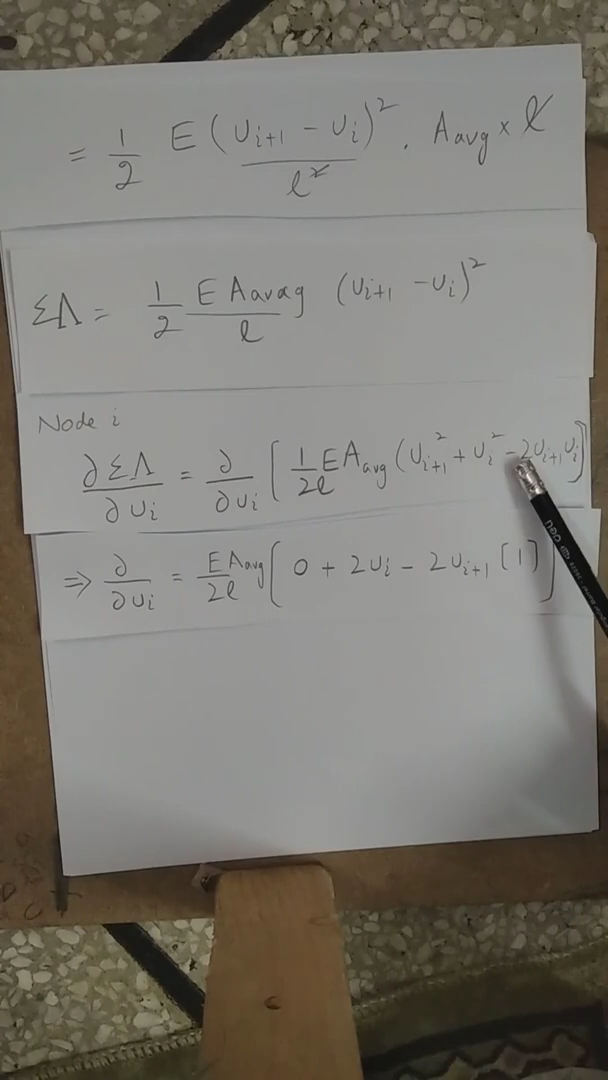 = 1/2 E (U_{i+1} - U_i)^2 / l^2 . A_avg × l
ΣΛ = 1/2 E A_avag / l (U_{i+1} - U_i)^2
Node i
∂ΣΛ/∂U_i = ∂/∂U_i [ 1/2l E A_avg (U_{i+1}^2 + U_i^2 - 2U_{i+1} U_i ]
⇒ ∂/∂U_i = E A_avg / 2l [ 0 + 2U_i - 2U_{i+1} [1] ]